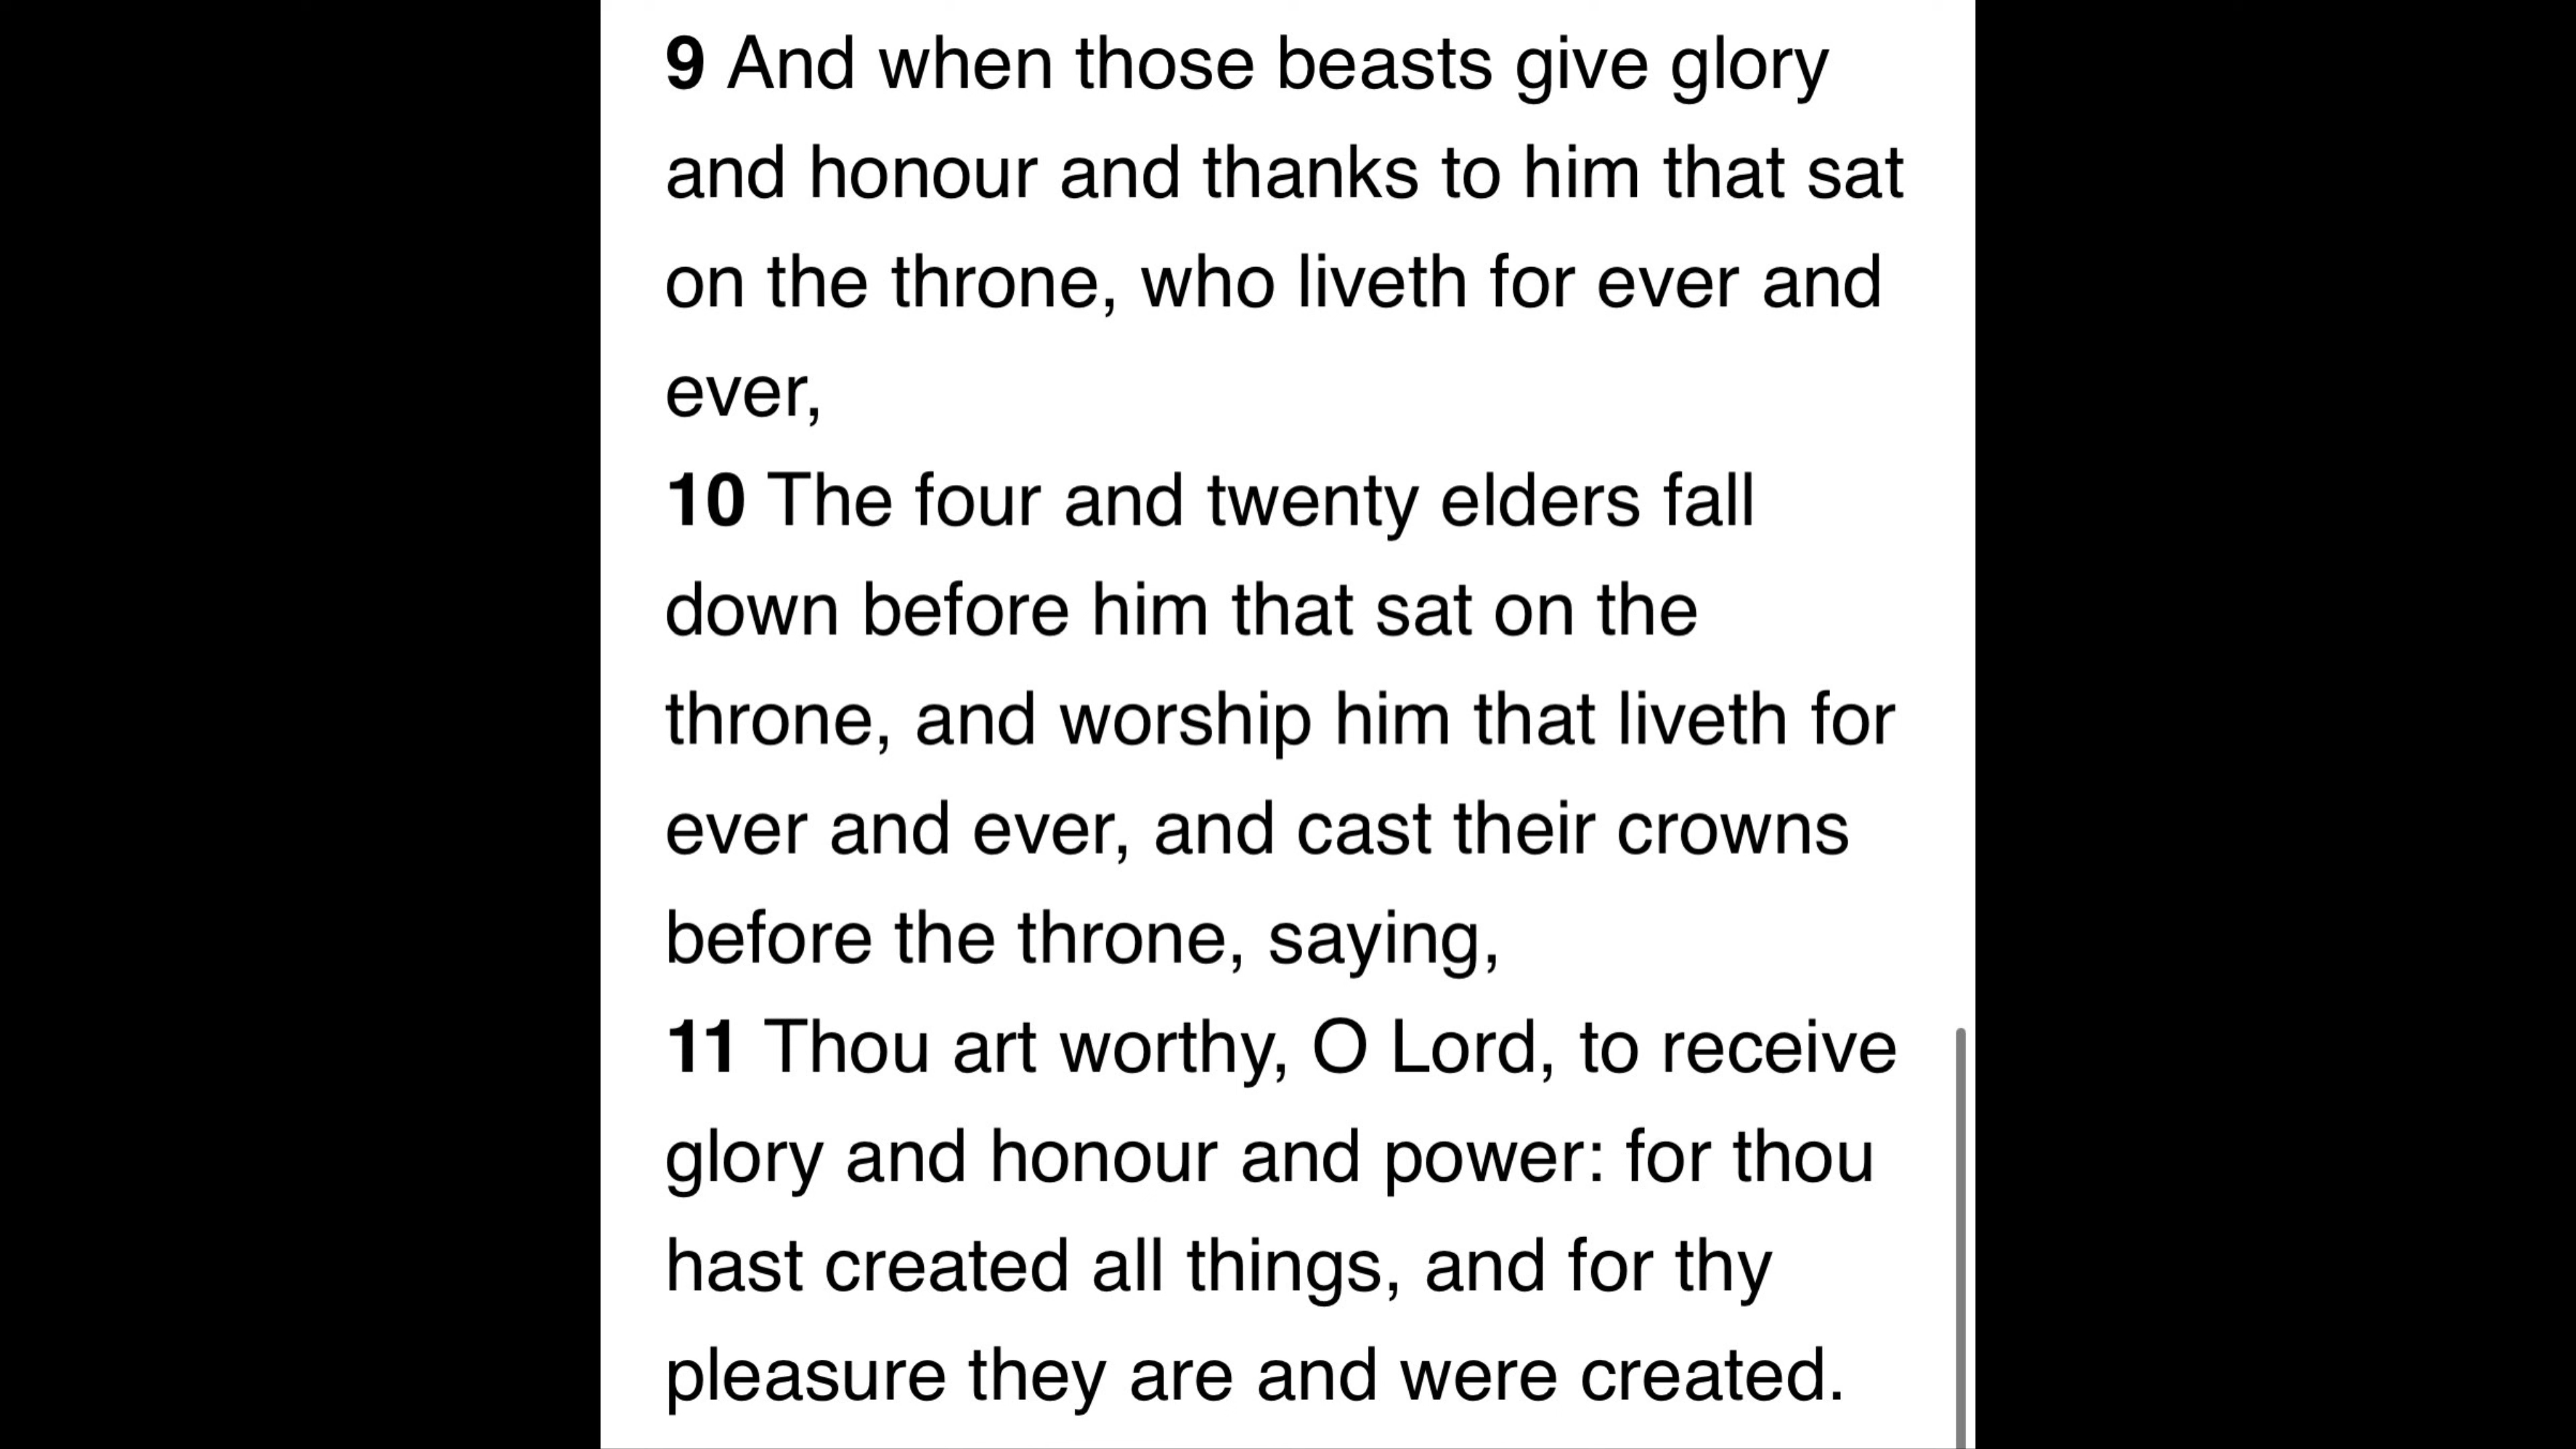 9 And when those beasts give glory
and honour and thanks to him that sat
on the throne, who liveth for ever and
ever,
10 The four and twenty elders fall
down before him that sat on the
throne, and worship him that liveth for
ever and ever, and cast their crowns
before the throne, saying,
11 Thou art worthy, O Lord, to receive
glory and honour and power: for thou
hast created all things, and for thy
pleasure they are and were created.